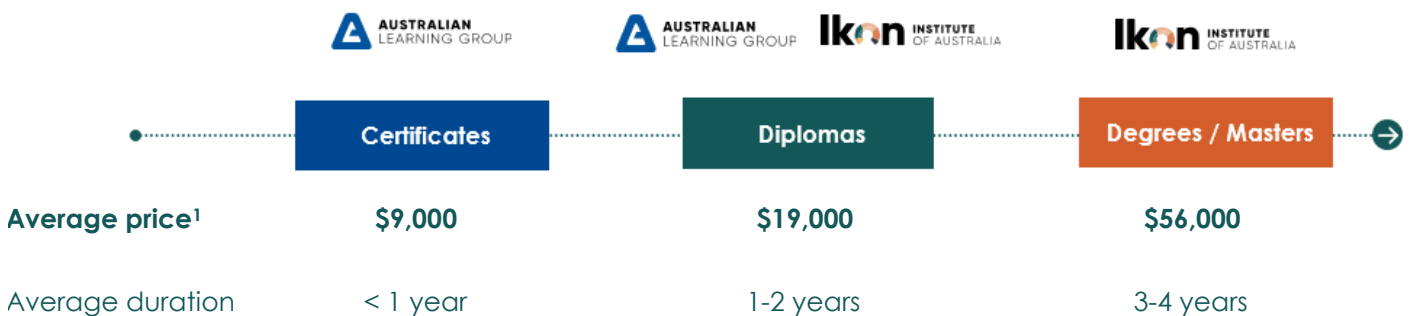 AUSTRALIAN
LEARNING GROUP
AUSTRALIAN
LEARNING GROUP
Ikon INSTITUTE
OF AUSTRALIA
Ikon INSTITUTE
OF AUSTRALIA
Certificates Diplomas Degrees / Masters
Average price¹ $9,000 $19,000 $56,000
Average duration < 1 year 1-2 years 3-4 years